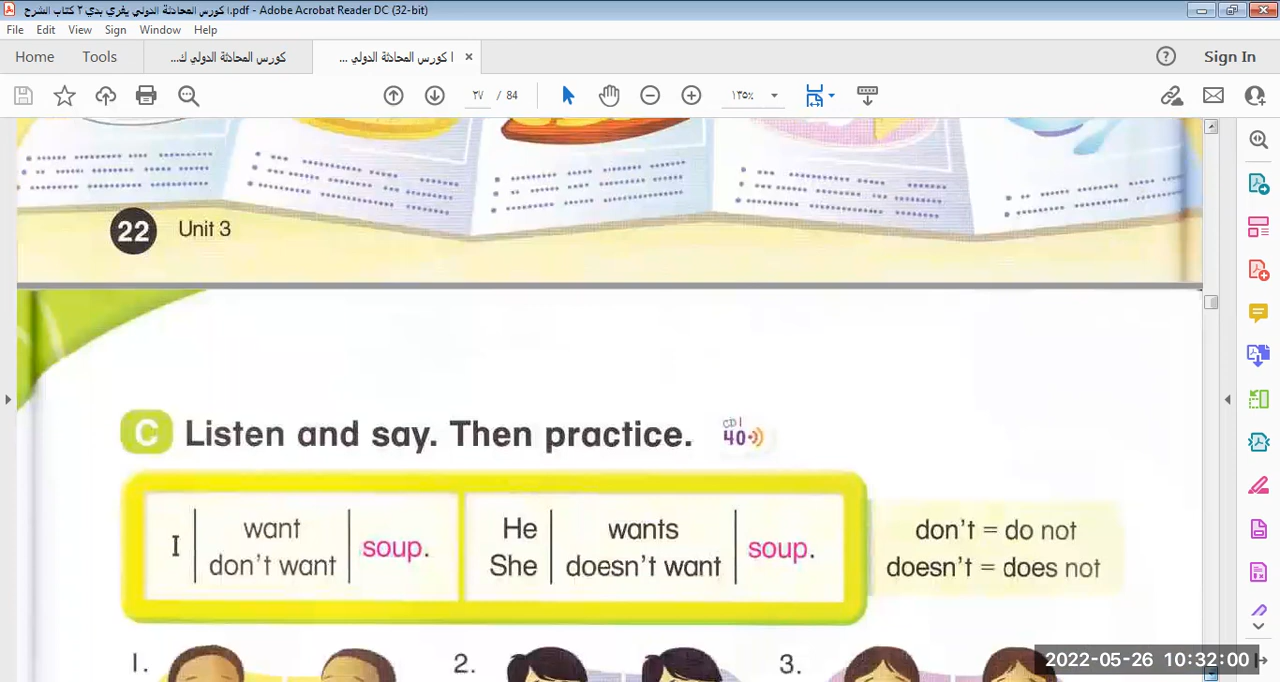 ا كورس المحادثة الدولي يغري بدي ٢ كتاب الشرح.pdf - Adobe Acrobat Reader DC (32-bit)
File Edit View Sign Window Help
Home Tools كورس المحادثة الدولي ك... ا كورس المحادثة الدولي ... × ? Sign In
٢٧ / 84 ١٣٥%
22 Unit 3
C Listen and say. Then practice. CD1 40
I want don't want soup. He She wants doesn't want soup.
don't = do not
doesn't = does not
1. 2. 3.
2022-05-26 10:32:00